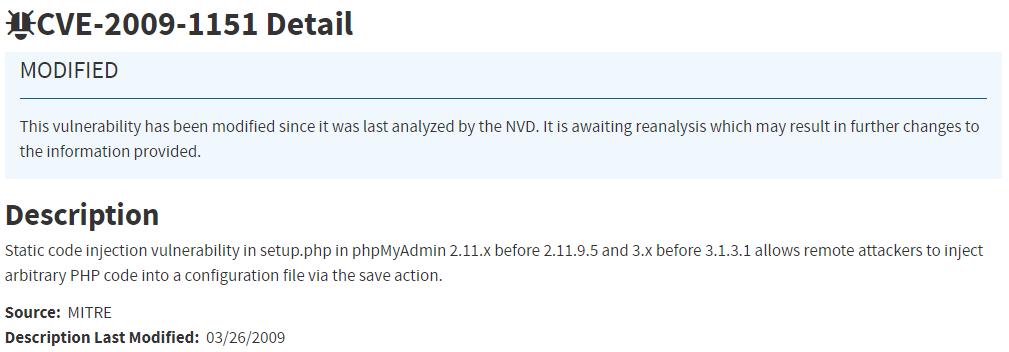 CVE-2009-1151 Detail
MODIFIED
This vulnerability has been modified since it was last analyzed by the NVD. It is awaiting reanalysis which may result in further changes to
the information provided.
Description
Static code injection vulnerability in setup.php in phpMyAdmin 2.11.x before 2.11.9.5 and 3.x before 3.1.3.1 allows remote attackers to inject
arbitrary PHP code into a configuration file via the save action.
Source: MITRE
Description Last Modified: 03/26/2009